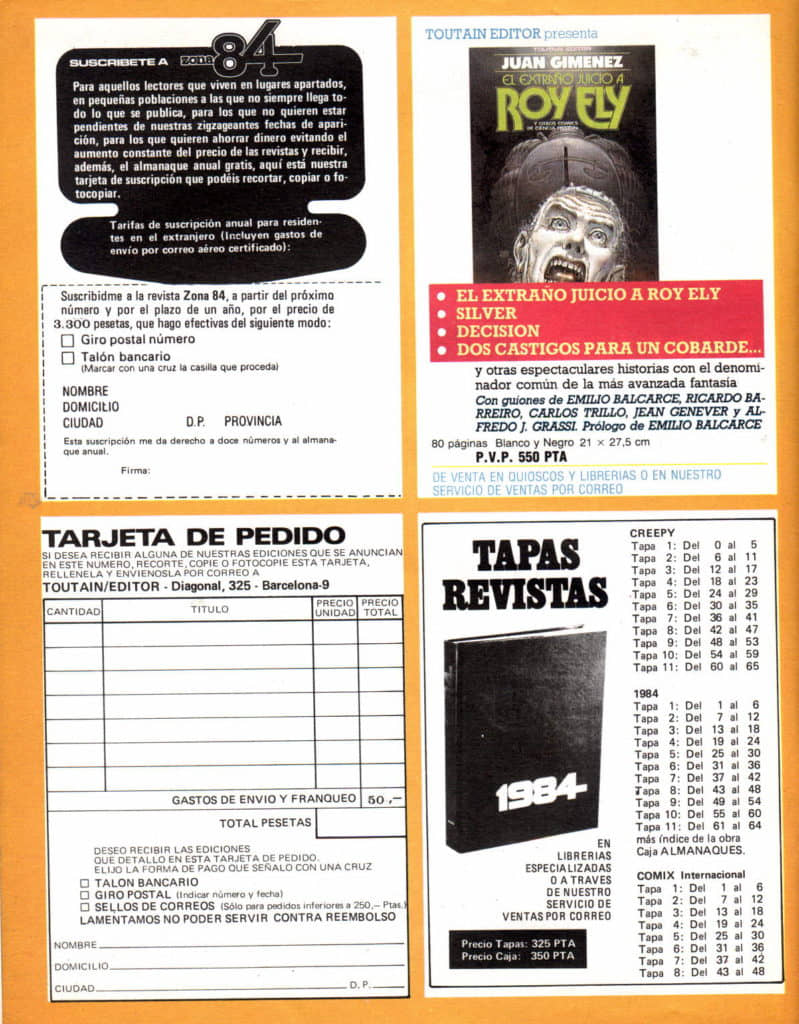 SUSCRIBETE A ZONA 84
Para aquellos lectores que viven en lugares apartados,
en pequeñas poblaciones a las que no siempre llega to-
do lo que se publica, para los que no quieren estar
pendientes de nuestras zigzageantes fechas de apari-
ción, para los que quieren ahorrar dinero evitando el
aumento constante del precio de las revistas y recibir,
además, el almanaque anual gratis, aquí está nuestra
tarjeta de suscripción que podéis recortar, copiar o fo-
tocopiar.
Tarifas de suscripción anual para residen-
tes en el extranjero (Incluyen gastos de
envío por correo aéreo certificado):
Suscribidme a la revista Zona 84, a partir del próximo
número y por el plazo de un año, por el precio de
3.300 pesetas, que hago efectivas del siguiente modo:
Giro postal número
Talón bancario
(Marcar con una cruz la casilla que proceda)
NOMBRE
DOMICILIO
CIUDAD D.P. PROVINCIA
Esta suscripción me da derecho a doce números y al almana-
que anual.
Firma:
TOUTAIN EDITOR presenta
TOUTAIN EDITOR
JUAN GIMENEZ
EL EXTRAÑO JUICIO A
ROY ELY
Y OTROS COMICS
DE CIENCIA FICCION
• EL EXTRAÑO JUICIO A ROY ELY
• SILVER
• DECISION
• DOS CASTIGOS PARA UN COBARDE...
y otras espectaculares historias con el denomi-
nador común de la más avanzada fantasía
Con guiones de EMILIO BALCARCE, RICARDO BA-
RREIRO, CARLOS TRILLO, JEAN GENEVER y AL-
FREDO J. GRASSI. Prólogo de EMILIO BALCARCE
80 páginas Blanco y Negro 21 × 27,5 cm
P.V.P. 550 PTA
DE VENTA EN QUIOSCOS Y LIBRERIAS O EN NUESTRO
SERVICIO DE VENTAS POR CORREO
TARJETA DE PEDIDO
SI DESEA RECIBIR ALGUNA DE NUESTRAS EDICIONES QUE SE ANUNCIAN
EN ESTE NUMERO, RECORTE, COPIE O FOTOCOPIE ESTA TARJETA,
RELLENELA Y ENVIENOSLA POR CORREO A
TOUTAIN/EDITOR - Diagonal, 325 - Barcelona-9
CANTIDAD TITULO PRECIO UNIDAD PRECIO TOTAL
GASTOS DE ENVIO Y FRANQUEO 50,—
TOTAL PESETAS
DESEO RECIBIR LAS EDICIONES
QUE DETALLO EN ESTA TARJETA DE PEDIDO.
ELIJO LA FORMA DE PAGO QUE SEÑALO CON UNA CRUZ
TALON BANCARIO
GIRO POSTAL (Indicar número y fecha)
SELLOS DE CORREOS (Sólo para pedidos inferiores a 250,— Ptas.)
LAMENTAMOS NO PODER SERVIR CONTRA REEMBOLSO
NOMBRE
DOMICILIO
CIUDAD D.P.
TAPAS
REVISTAS
1984
EN
LIBRERIAS
ESPECIALIZADAS
O A TRAVES
DE NUESTRO
SERVICIO DE
VENTAS POR CORREO
Precio Tapas: 325 PTA
Precio Caja: 350 PTA
CREEPY
Tapa 1: Del 0 al 5
Tapa 2: Del 6 al 11
Tapa 3: Del 12 al 17
Tapa 4: Del 18 al 23
Tapa 5: Del 24 al 29
Tapa 6: Del 30 al 35
Tapa 7: Del 36 al 41
Tapa 8: Del 42 al 47
Tapa 9: Del 48 al 53
Tapa 10: Del 54 al 59
Tapa 11: Del 60 al 65
1984
Tapa 1: Del 1 al 6
Tapa 2: Del 7 al 12
Tapa 3: Del 13 al 18
Tapa 4: Del 19 al 24
Tapa 5: Del 25 al 30
Tapa 6: Del 31 al 36
Tapa 7: Del 37 al 42
Tapa 8: Del 43 al 48
Tapa 9: Del 49 al 54
Tapa 10: Del 55 al 60
Tapa 11: Del 61 al 64
más índice de la obra
Caja ALMANAQUES.
COMIX Internacional
Tapa 1: Del 1 al 6
Tapa 2: Del 7 al 12
Tapa 3: Del 13 al 18
Tapa 4: Del 19 al 24
Tapa 5: Del 25 al 30
Tapa 6: Del 31 al 36
Tapa 7: Del 37 al 42
Tapa 8: Del 43 al 48